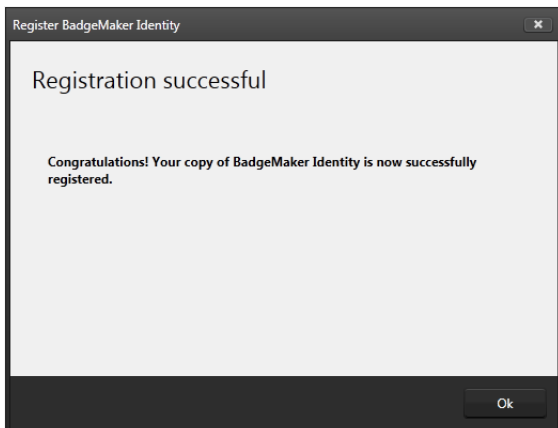 Register BadgeMaker Identity
Registration successful
Congratulations! Your copy of BadgeMaker Identity is now successfully
registered.
Ok